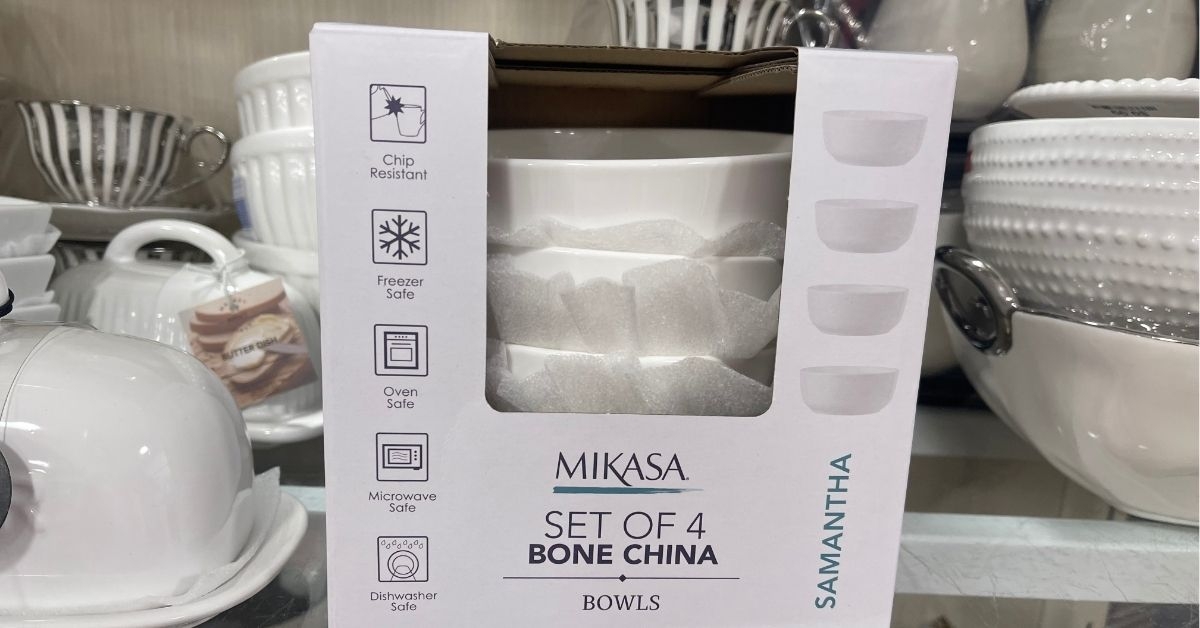 Chip
Resistant
Freezer
Safe
Oven
Safe
Microwave
Safe
Dishwasher
Safe
MIKASA
SET OF 4
BONE CHINA
BOWLS
SAMANTHA
BUTTER DISH